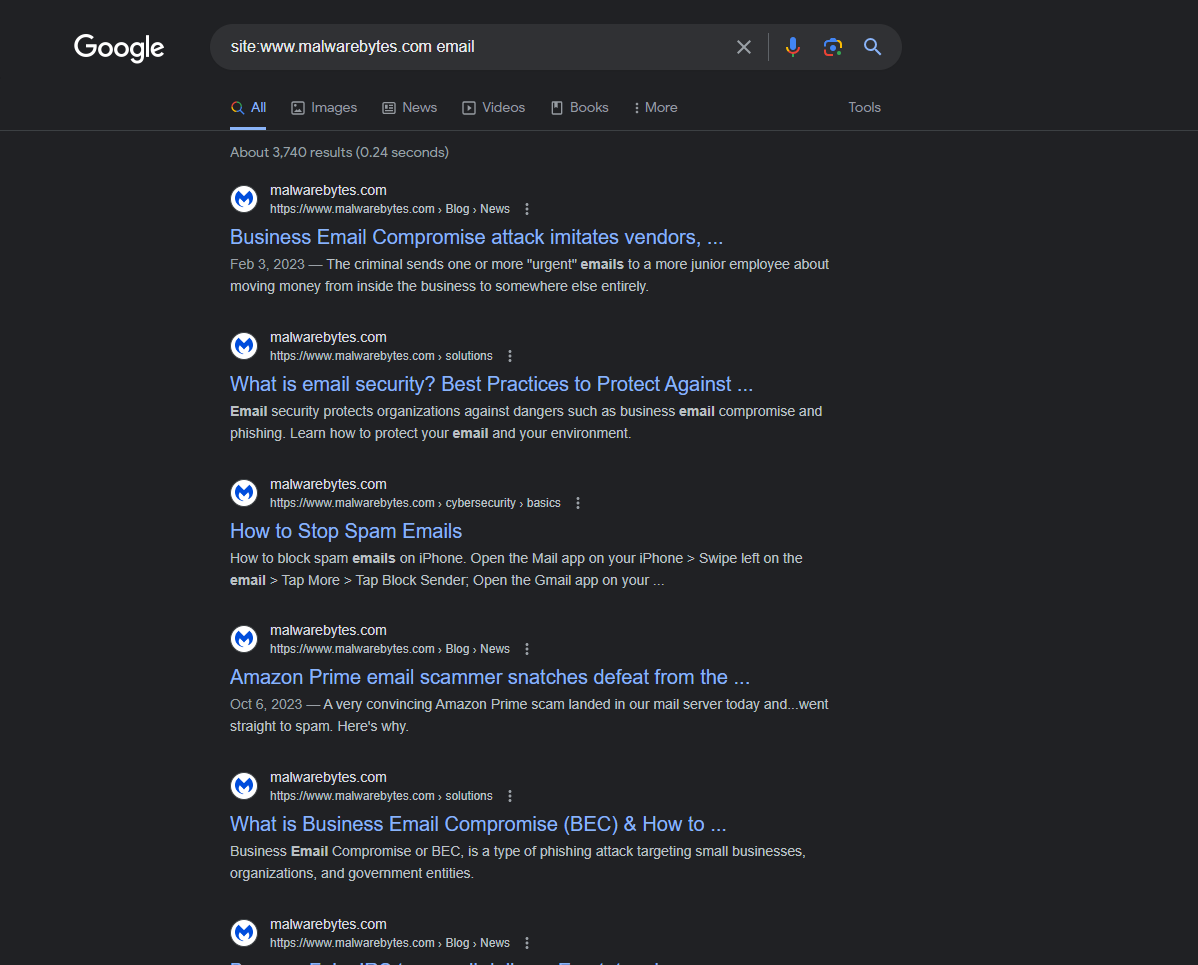 Google
site:www.malwarebytes.com email
All Images News Videos Books More Tools
About 3,740 results (0.24 seconds)
malwarebytes.com
https://www.malwarebytes.com › Blog › News
Business Email Compromise attack imitates vendors, ...
Feb 3, 2023 — The criminal sends one or more "urgent" emails to a more junior employee about
moving money from inside the business to somewhere else entirely.
malwarebytes.com
https://www.malwarebytes.com › solutions
What is email security? Best Practices to Protect Against ...
Email security protects organizations against dangers such as business email compromise and
phishing. Learn how to protect your email and your environment.
malwarebytes.com
https://www.malwarebytes.com › cybersecurity › basics
How to Stop Spam Emails
How to block spam emails on iPhone. Open the Mail app on your iPhone > Swipe left on the
email > Tap More > Tap Block Sender; Open the Gmail app on your ...
malwarebytes.com
https://www.malwarebytes.com › Blog › News
Amazon Prime email scammer snatches defeat from the ...
Oct 6, 2023 — A very convincing Amazon Prime scam landed in our mail server today and...went
straight to spam. Here's why.
malwarebytes.com
https://www.malwarebytes.com › solutions
What is Business Email Compromise (BEC) & How to ...
Business Email Compromise or BEC, is a type of phishing attack targeting small businesses,
organizations, and government entities.
malwarebytes.com
https://www.malwarebytes.com › Blog › News